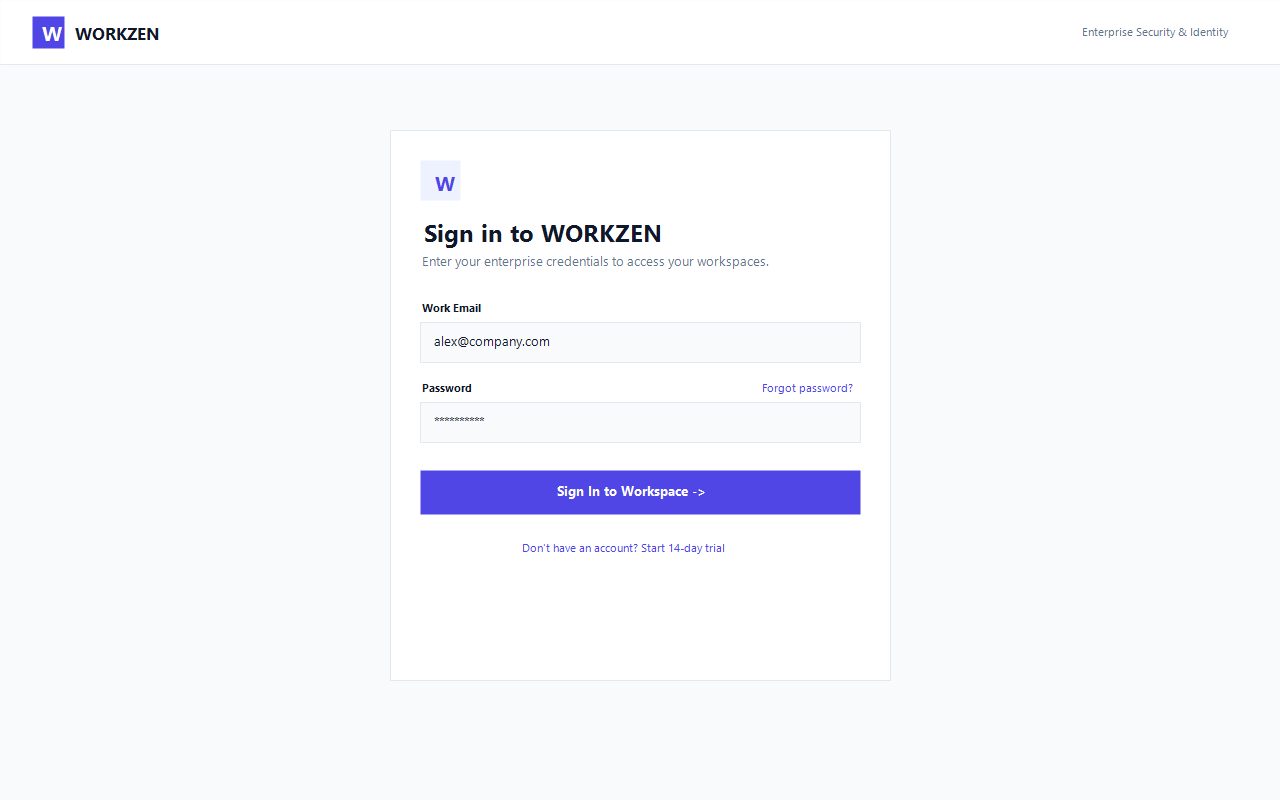 W WORKZEN
Enterprise Security & Identity
W
Sign in to WORKZEN
Enter your enterprise credentials to access your workspaces.
Work Email
alex@company.com
Password
Forgot password?
**********
Sign In to Workspace ->
Don't have an account? Start 14-day trial